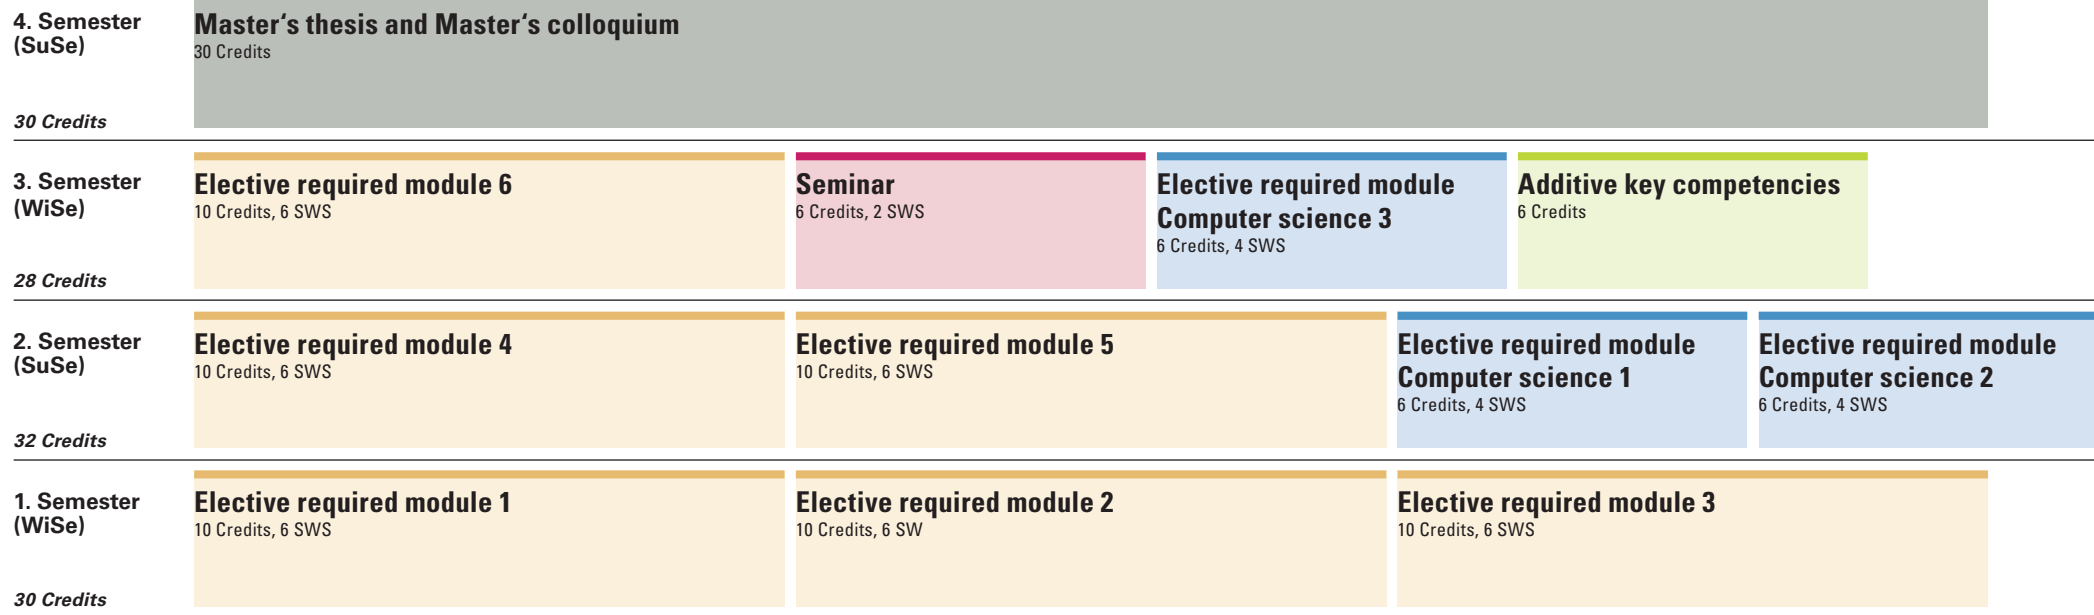 4. Semester
(SuSe)
30 Credits
Master‘s thesis and Master‘s colloquium
30 Credits
3. Semester
(WiSe)
28 Credits
Elective required module 6
10 Credits, 6 SWS
Seminar
6 Credits, 2 SWS
Elective required module
Computer science 3
6 Credits, 4 SWS
Additive key competencies
6 Credits
2. Semester
(SuSe)
32 Credits
Elective required module 4
10 Credits, 6 SWS
Elective required module 5
10 Credits, 6 SWS
Elective required module
Computer science 1
6 Credits, 4 SWS
Elective required module
Computer science 2
6 Credits, 4 SWS
1. Semester
(WiSe)
30 Credits
Elective required module 1
10 Credits, 6 SWS
Elective required module 2
10 Credits, 6 SW
Elective required module 3
10 Credits, 6 SWS